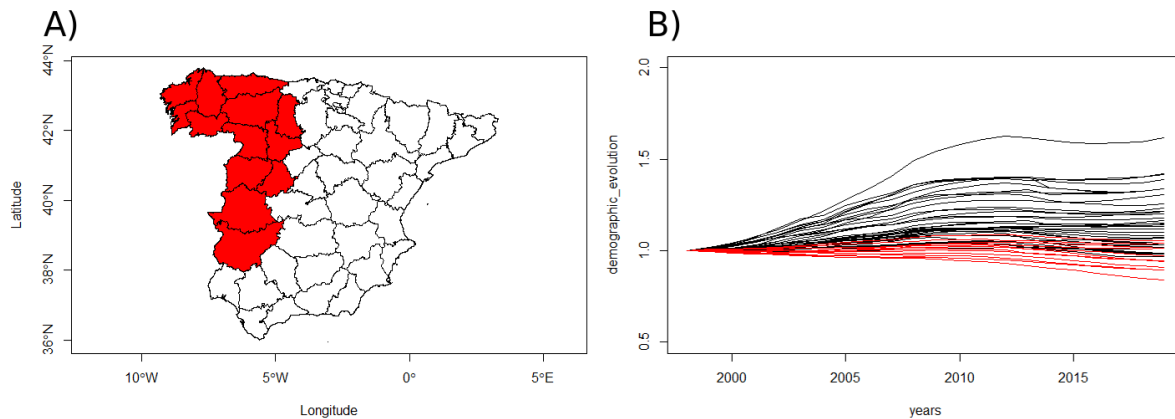 A)
B)
44°N
42°N
40°N
38°N
36°N
Latitude
10°W
5°W
0°
5°E
Longitude
2.0
1.5
1.0
0.5
demographic_evolution
2000
2005
2010
2015
years